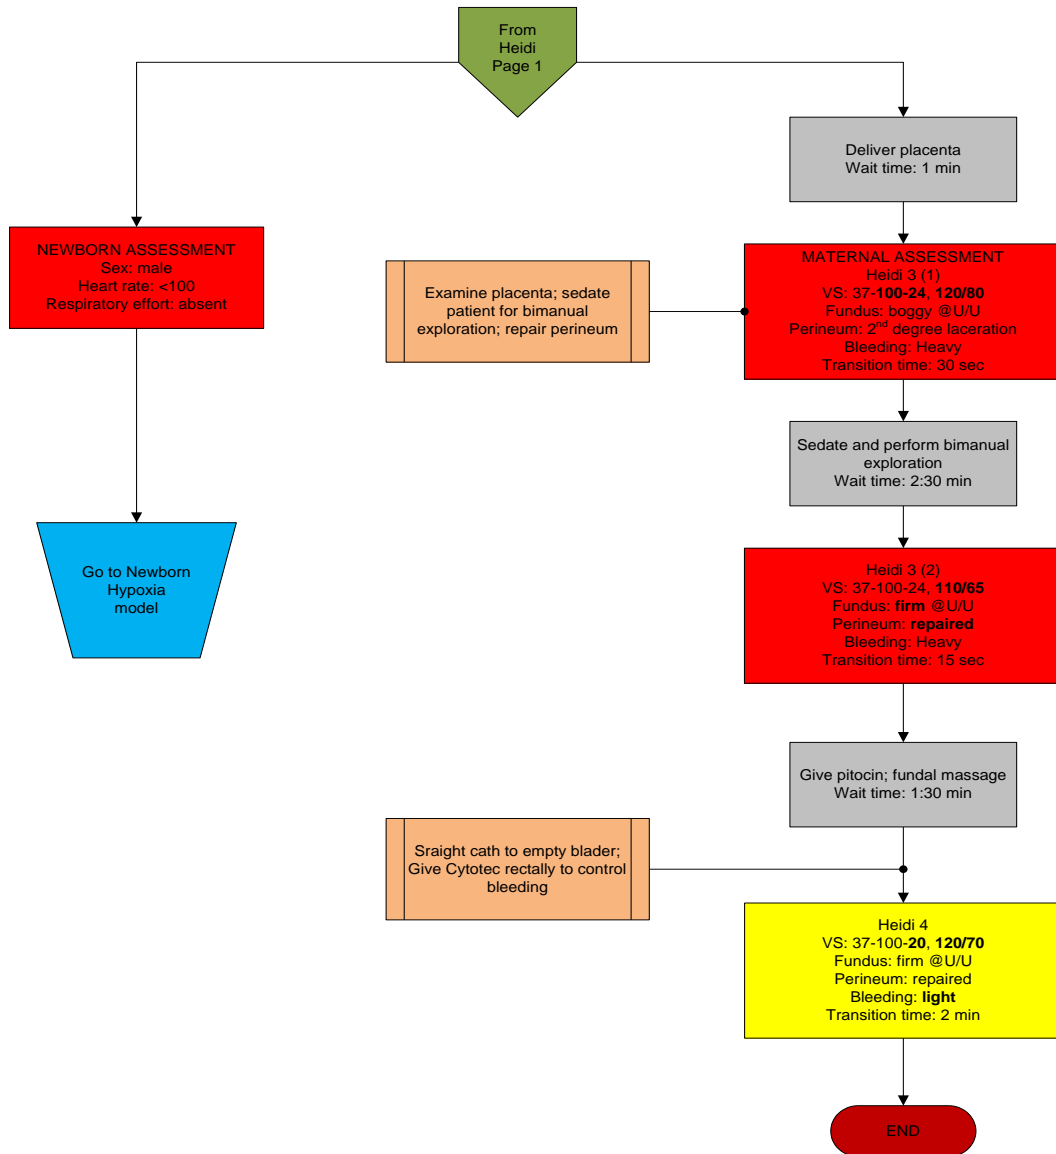 From
Heidi
Page 1
Deliver placenta
Wait time: 1 min
NEWBORN ASSESSMENT
Sex: male
Heart rate: <100
Respiratory effort: absent
Examine placenta; sedate
patient for bimanual
exploration; repair perineum
MATERNAL ASSESSMENT
Heidi 3 (1)
VS: 37-100-24, 120/80
Fundus: boggy @U/U
Perineum: 2nd degree laceration
Bleeding: Heavy
Transition time: 30 sec
Sedate and perform bimanual
exploration
Wait time: 2:30 min
Go to Newborn
Hypoxia
model
Heidi 3 (2)
VS: 37-100-24, 110/65
Fundus: firm @U/U
Perineum: repaired
Bleeding: Heavy
Transition time: 15 sec
Give pitocin; fundal massage
Wait time: 1:30 min
Sraight cath to empty blader;
Give Cytotec rectally to control
bleeding
Heidi 4
VS: 37-100-20, 120/70
Fundus: firm @U/U
Perineum: repaired
Bleeding: light
Transition time: 2 min
END